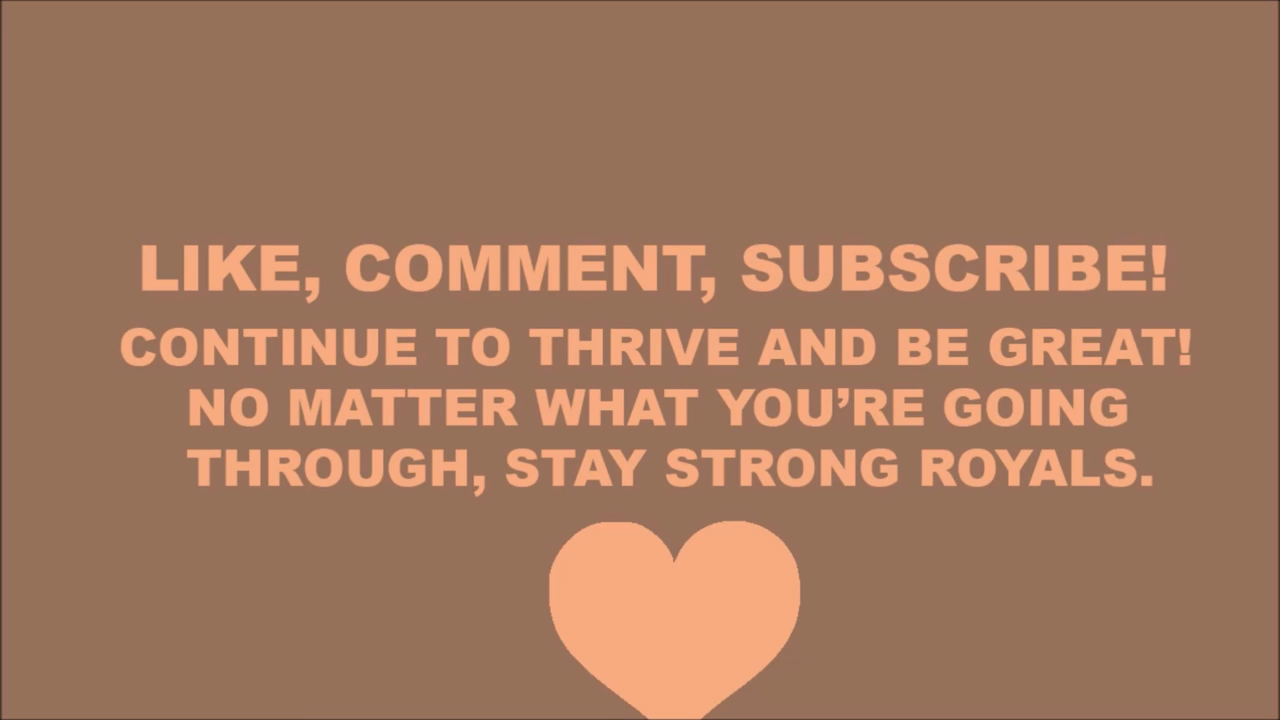 LIKE, COMMENT, SUBSCRIBE!
CONTINUE TO THRIVE AND BE GREAT!
NO MATTER WHAT YOU’RE GOING
THROUGH, STAY STRONG ROYALS.